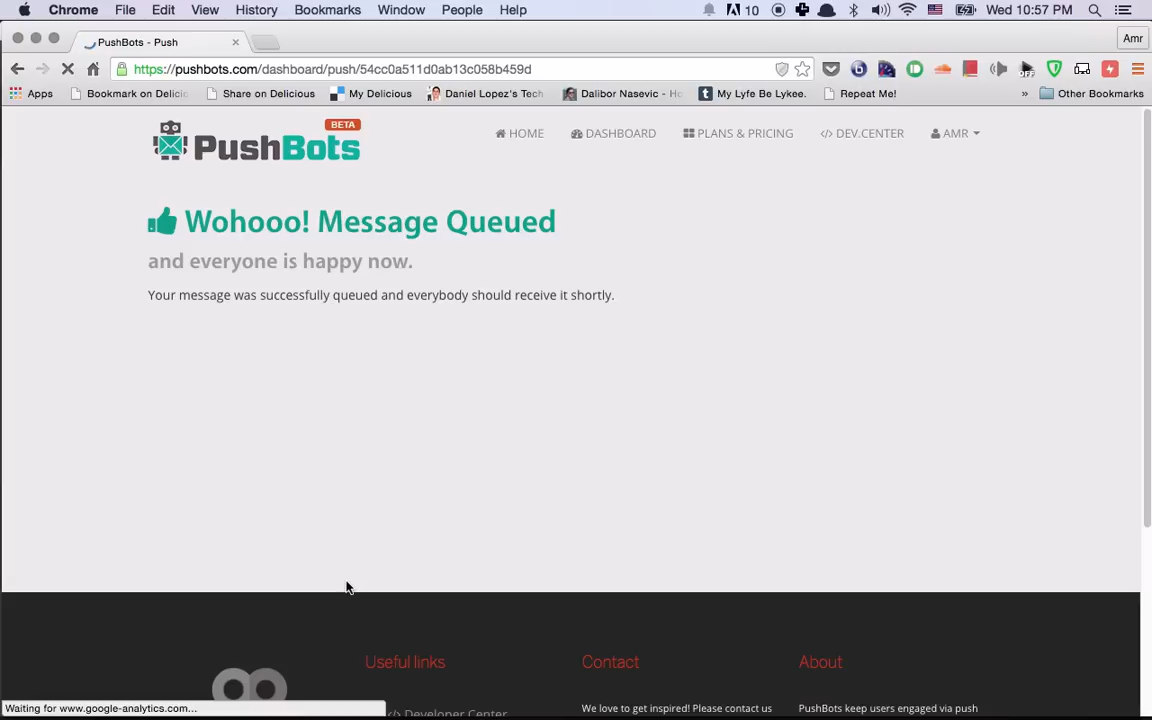 Chrome File Edit View History Bookmarks Window People Help 10 Wed 10:57 PM
PushBots - Push Amr
https://pushbots.com/dashboard/push/54cc0a511d0ab13c058b459d
Apps Bookmark on Delicio Share on Delicious My Delicious Daniel Lopez's Tech Dalibor Nasevic - Ho My Lyfe Be Lykee. Repeat Me! » Other Bookmarks
BETA
PushBots HOME DASHBOARD PLANS & PRICING </> DEV.CENTER AMR
Wohooo! Message Queued
and everyone is happy now.
Your message was successfully queued and everybody should receive it shortly.
Useful links Contact About
</> Developer Center We love to get inspired! Please contact us PushBots keep users engaged via push
Waiting for www.google-analytics.com...